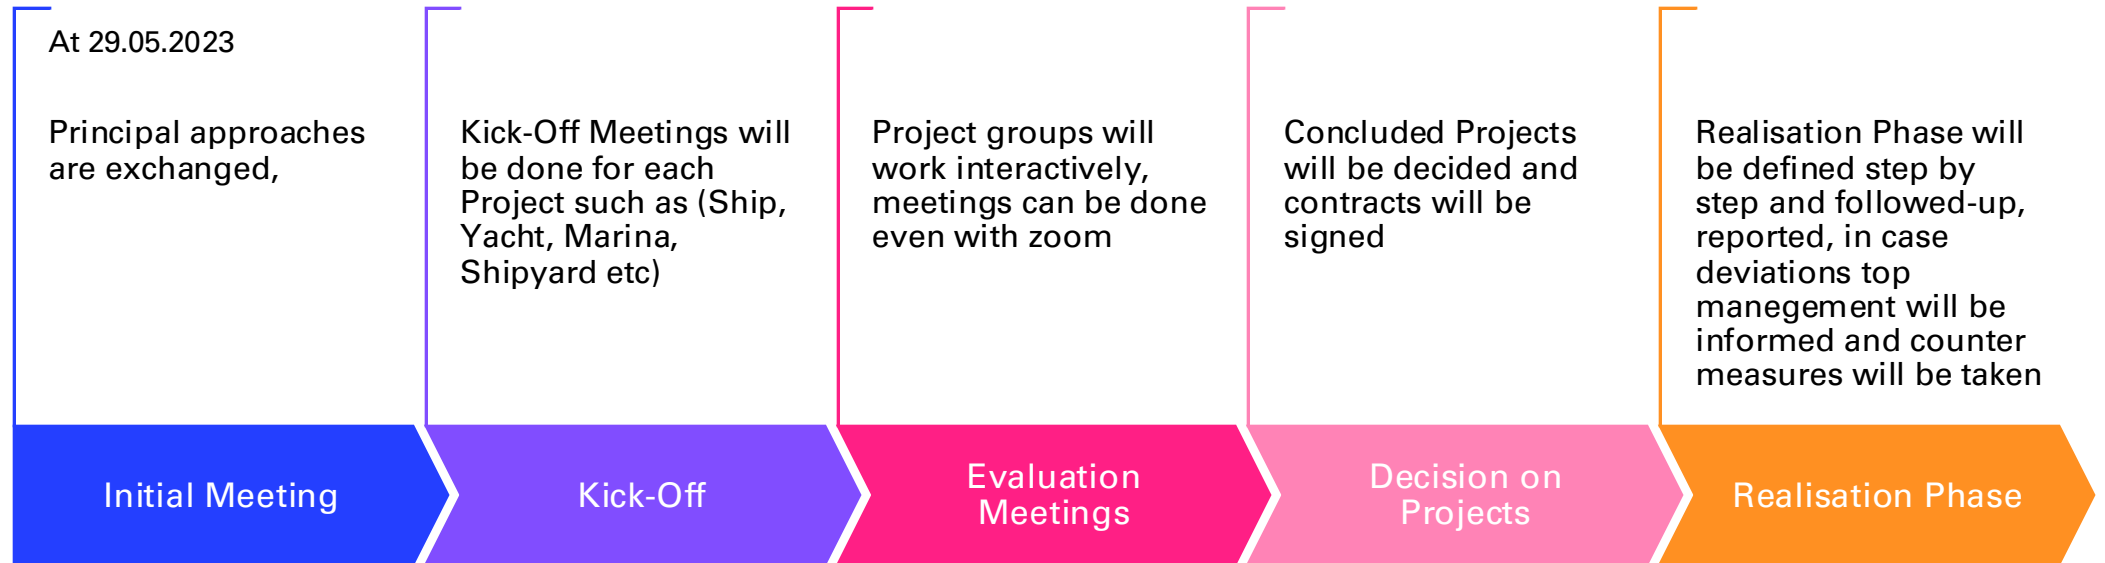 At 29.05.2023
Principal approaches
are exchanged,
Kick-Off Meetings will
be done for each
Project such as (Ship,
Yacht, Marina,
Shipyard etc)
Project groups will
work interactively,
meetings can be done
even with zoom
Concluded Projects
will be decided and
contracts will be
signed
Realisation Phase will
be defined step by
step and followed-up,
reported, in case
deviations top
manegement will be
informed and counter
measures will be taken
Initial Meeting
Kick-Off
Evaluation
Meetings
Decision on
Projects
Realisation Phase